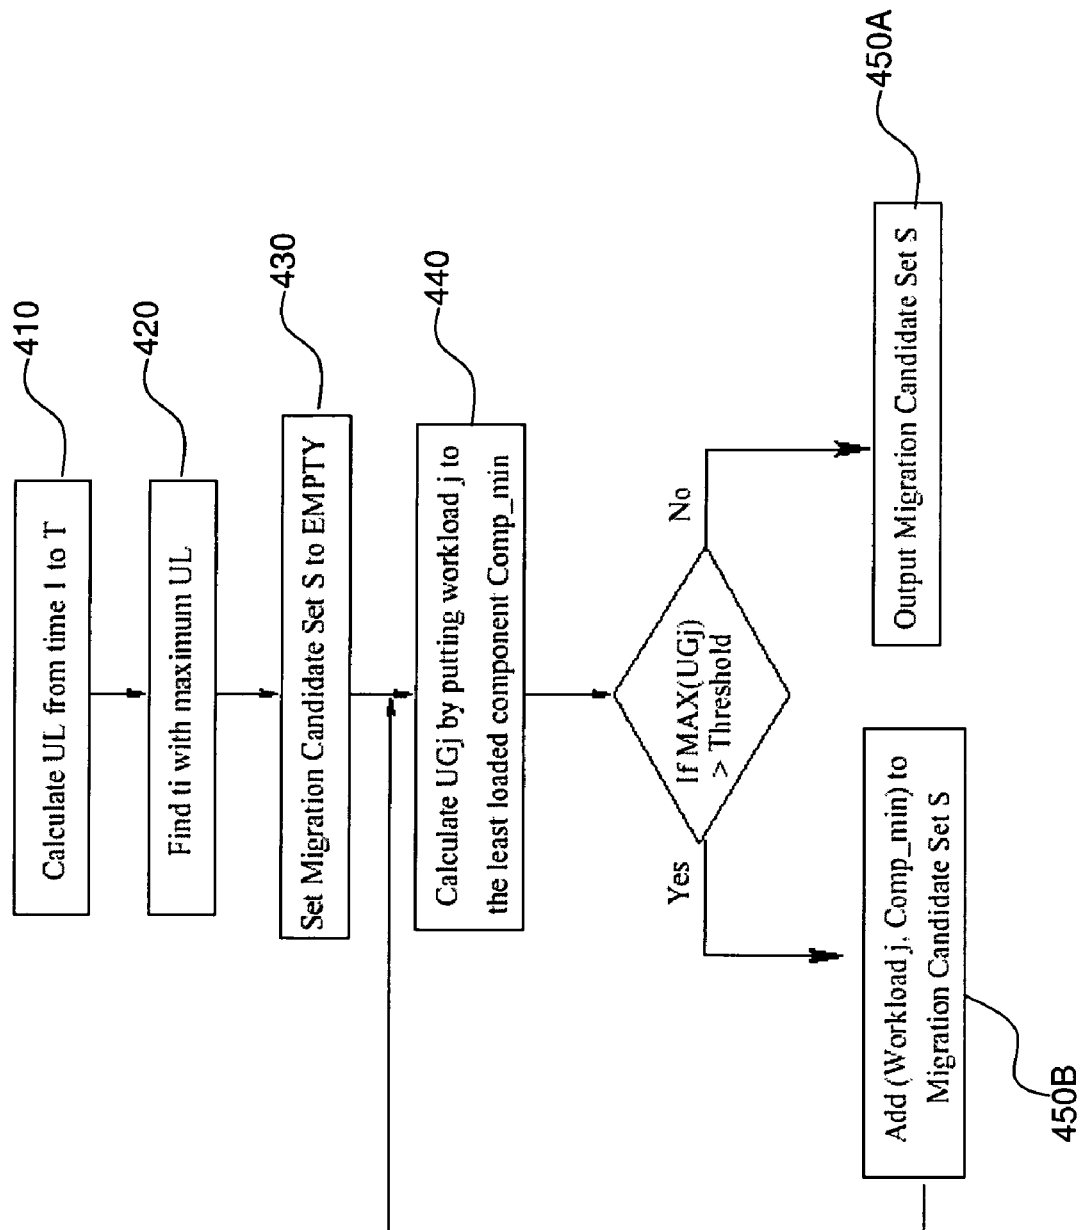 Calculate UL from time 1 to T
410
Find ti with maximum UL
420
Set Migration Candidate Set S to EMPTY
430
Calculate UGj by putting workload j to
the least loaded component Comp_min
440
If MAX(UGj)
> Threshold
Yes
No
Add (Workload j, Comp_min) to
Migration Candidate Set S
450B
Output Migration Candidate Set S
450A